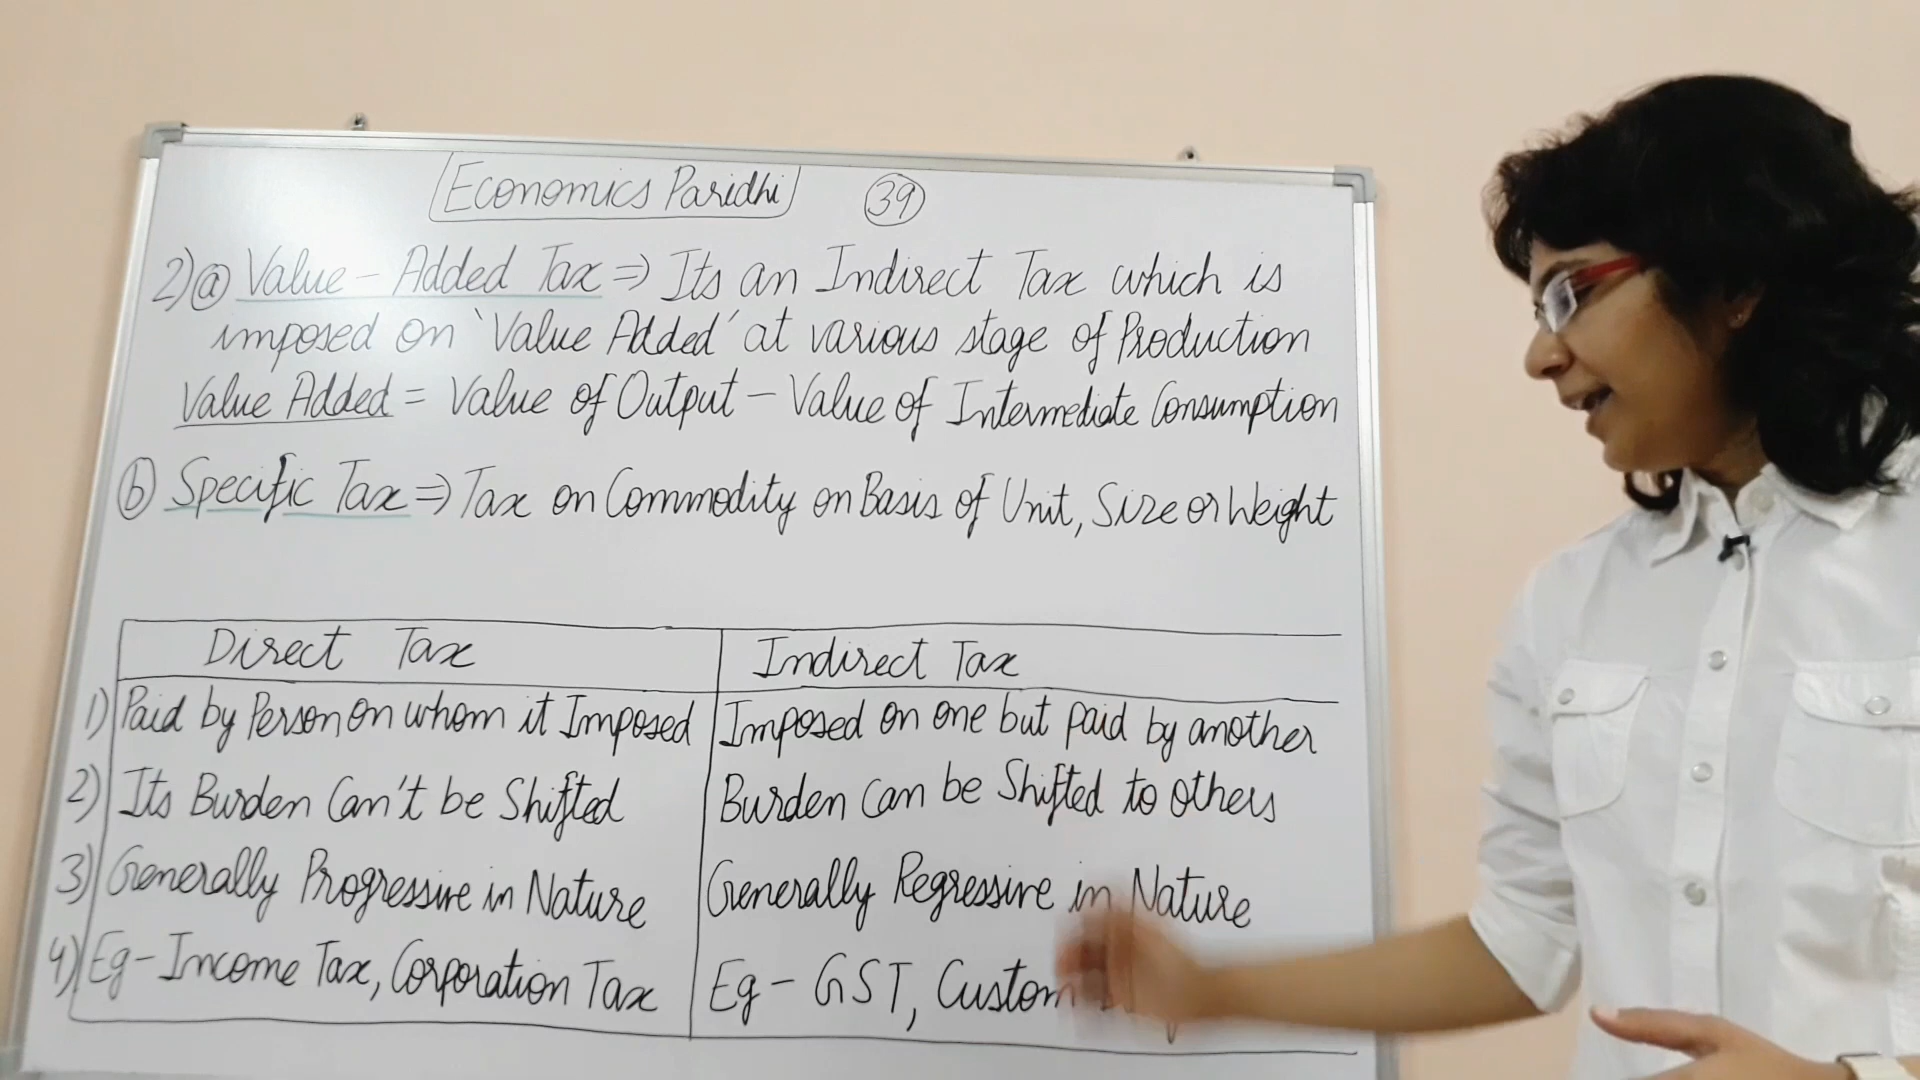 Economics Paridhi 39
2) a Value - Added Tax ⇒ Its an Indirect Tax which is
imposed on 'Value Added' at various stage of Production
Value Added = Value of Output - Value of Intermediate Consumption
b Specific Tax ⇒ Tax on Commodity on Basis of Unit, Size or Weight
Direct Tax Indirect Tax
1) Paid by Person on whom it Imposed Imposed on one but paid by another
2) Its Burden Can't be Shifted Burden can be Shifted to others
3) Generally Progressive in Nature Generally Regressive in Nature
4) Eg - Income Tax, Corporation Tax Eg - GST, Custom